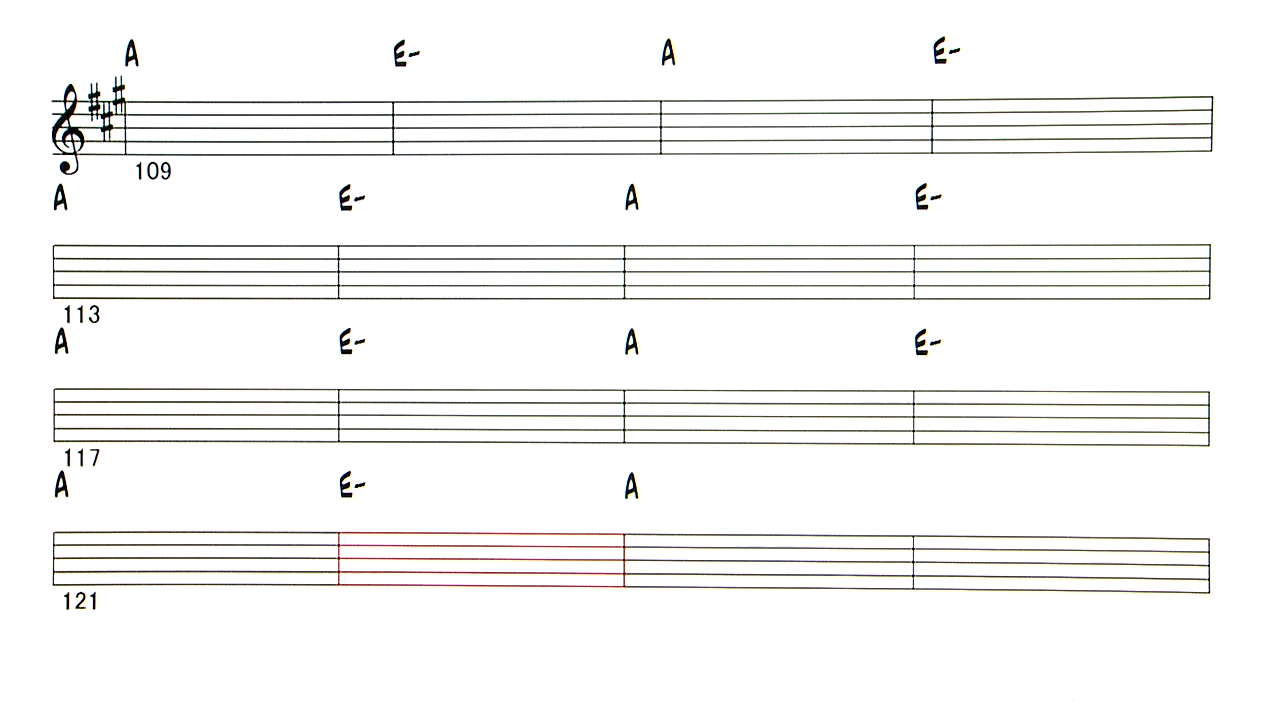 A E- A E-
109
A E- A E-
113
A E- A E-
117
A E- A
121